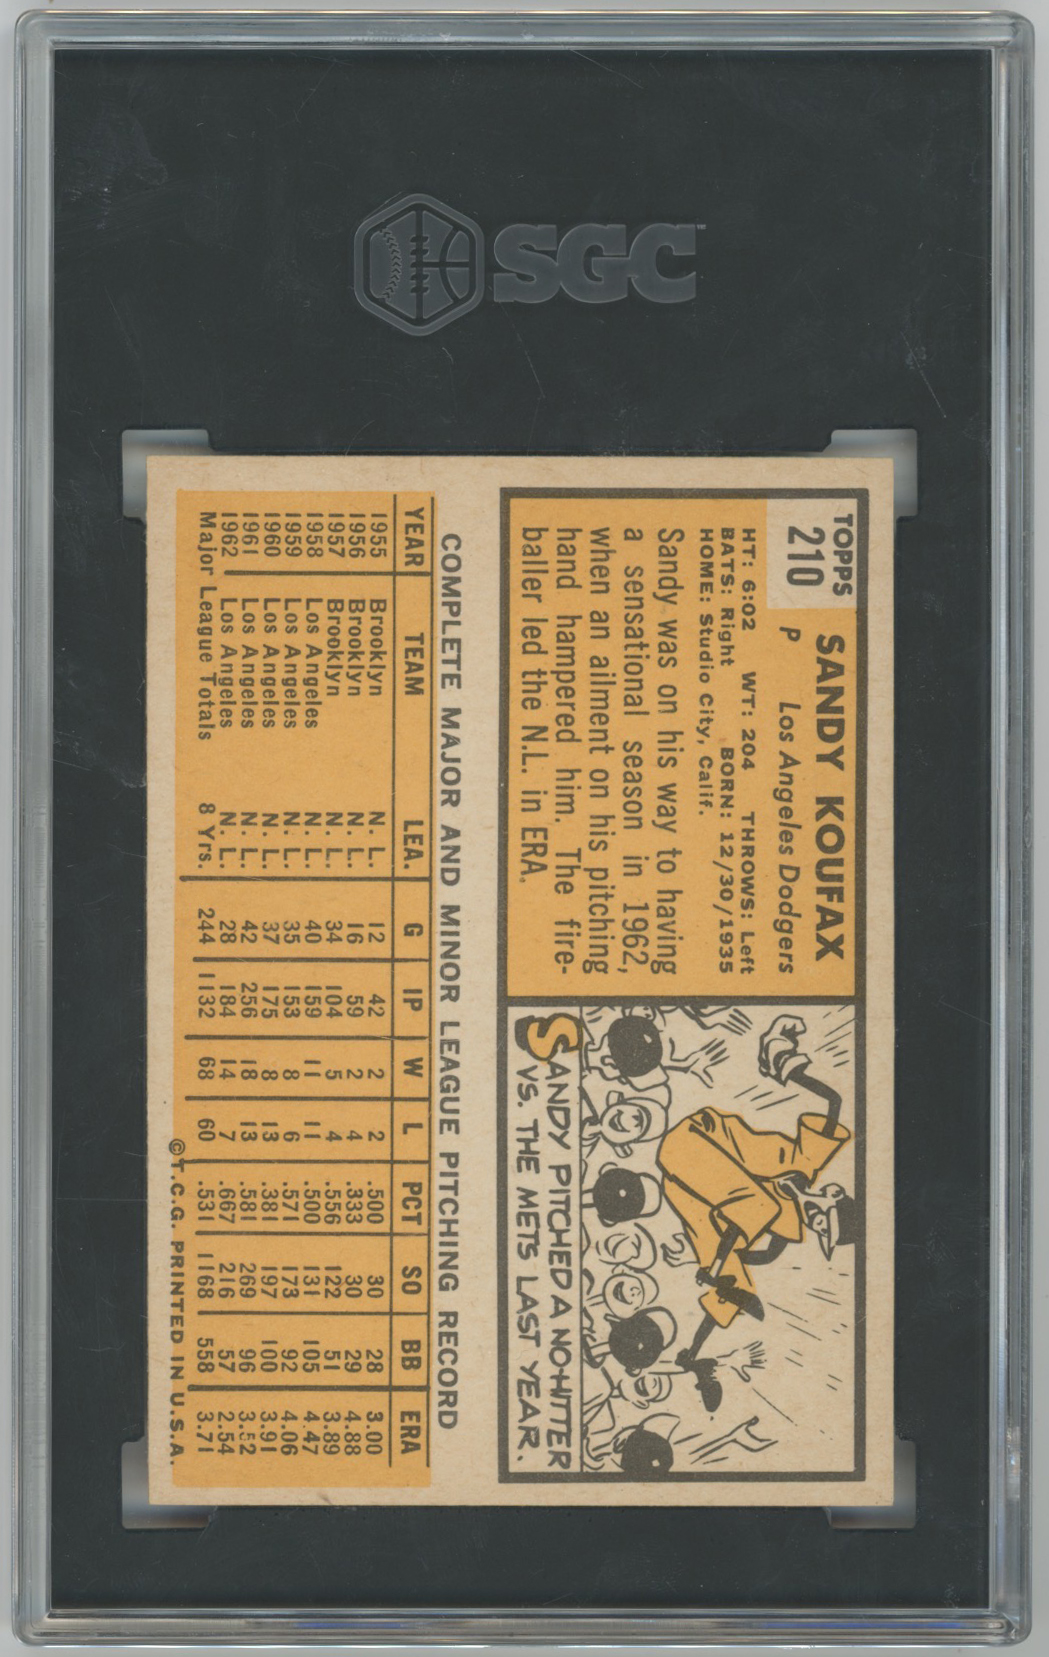 SGC™
TOPPS
210
SANDY KOUFAX
P Los Angeles Dodgers
HT: 6:02 WT: 204 THROWS: Left
BATS: Right BORN: 12/30/1935
HOME: Studio City, Calif.
Sandy was on his way to having
a sensational season in 1962,
when an ailment on his pitching
hand hampered him. The fire-
baller led the N.L. in ERA.
SANDY PITCHED A NO-HITTER
VS. THE METS LAST YEAR.
COMPLETE MAJOR AND MINOR LEAGUE PITCHING RECORD
YEAR TEAM LEA. G IP W L PCT SO BB ERA
1955 Brooklyn N. L. 12 42 2 2 .500 30 28 3.00
1956 Brooklyn N. L. 16 59 2 4 .333 30 29 4.88
1957 Brooklyn N. L. 34 104 5 4 .556 122 51 3.89
1958 Los Angeles N. L. 40 159 11 11 .500 131 105 4.47
1959 Los Angeles N. L. 35 153 8 6 .571 173 92 4.06
1960 Los Angeles N. L. 37 175 8 13 .381 197 100 3.91
1961 Los Angeles N. L. 42 256 18 13 .581 269 96 3.52
1962 Los Angeles N. L. 28 184 14 7 .667 216 57 2.54
Major League Totals 8 Yrs. 244 1132 68 60 .531 1168 558 3.71
©T.C.G. PRINTED IN U.S.A.